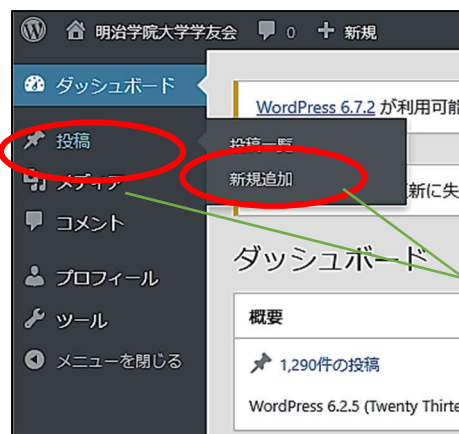 明治学院大学学友会 0 + 新規
ダッシュボード
WordPress 6.7.2 が利用可能
投稿
投稿一覧
メディア
新規追加
新に失
コメント
ダッシュボード
プロフィール
ツール
概要
メニューを閉じる
1,290件の投稿
WordPress 6.2.5 (Twenty Thirte